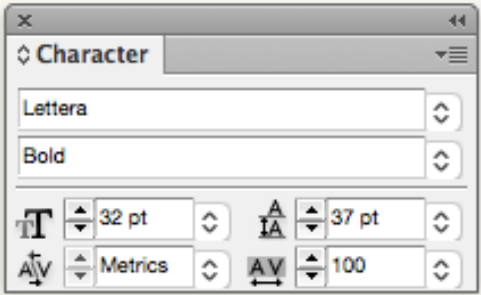 Character
Lettera
Bold
32 pt 37 pt
Metrics 100